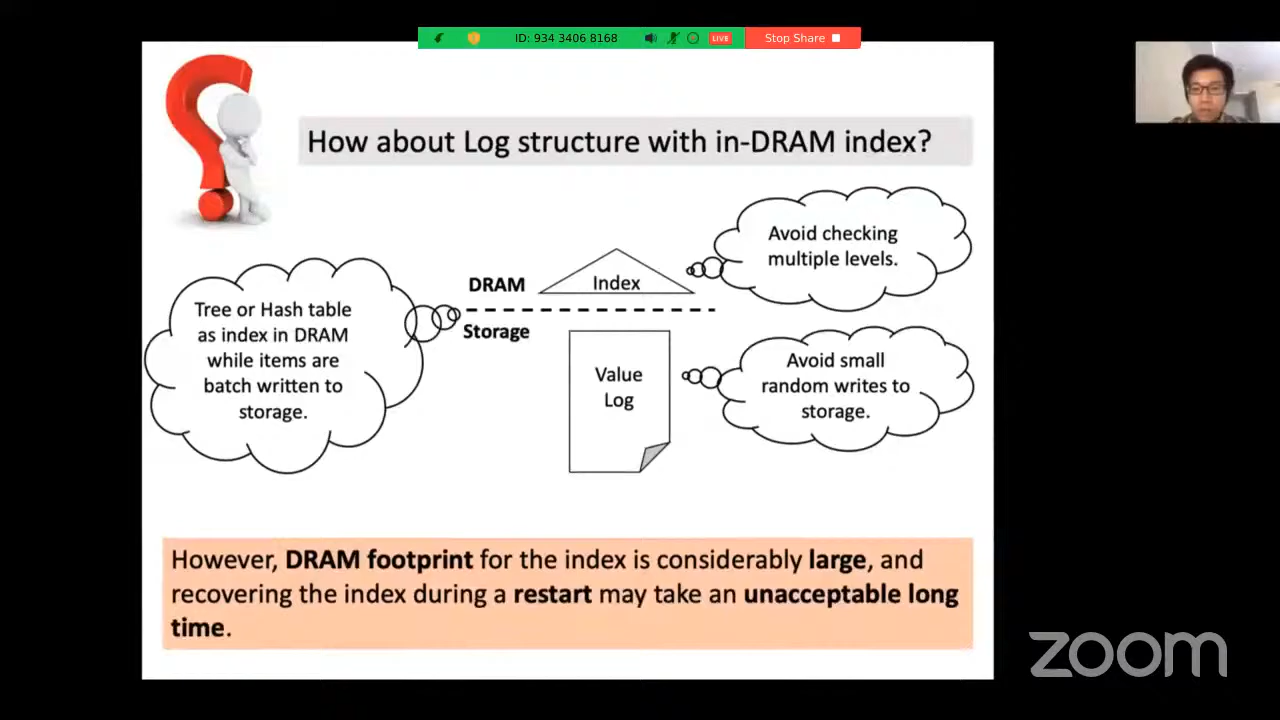 ID: 934 3406 8168
LIVE
Stop Share
How about Log structure with in-DRAM index?
Avoid checking
multiple levels.
DRAM
Index
Tree or Hash table
as index in DRAM
while items are
batch written to
storage.
Storage
Value
Log
Avoid small
random writes to
storage.
However, DRAM footprint for the index is considerably large, and
recovering the index during a restart may take an unacceptable long
time.
zoom